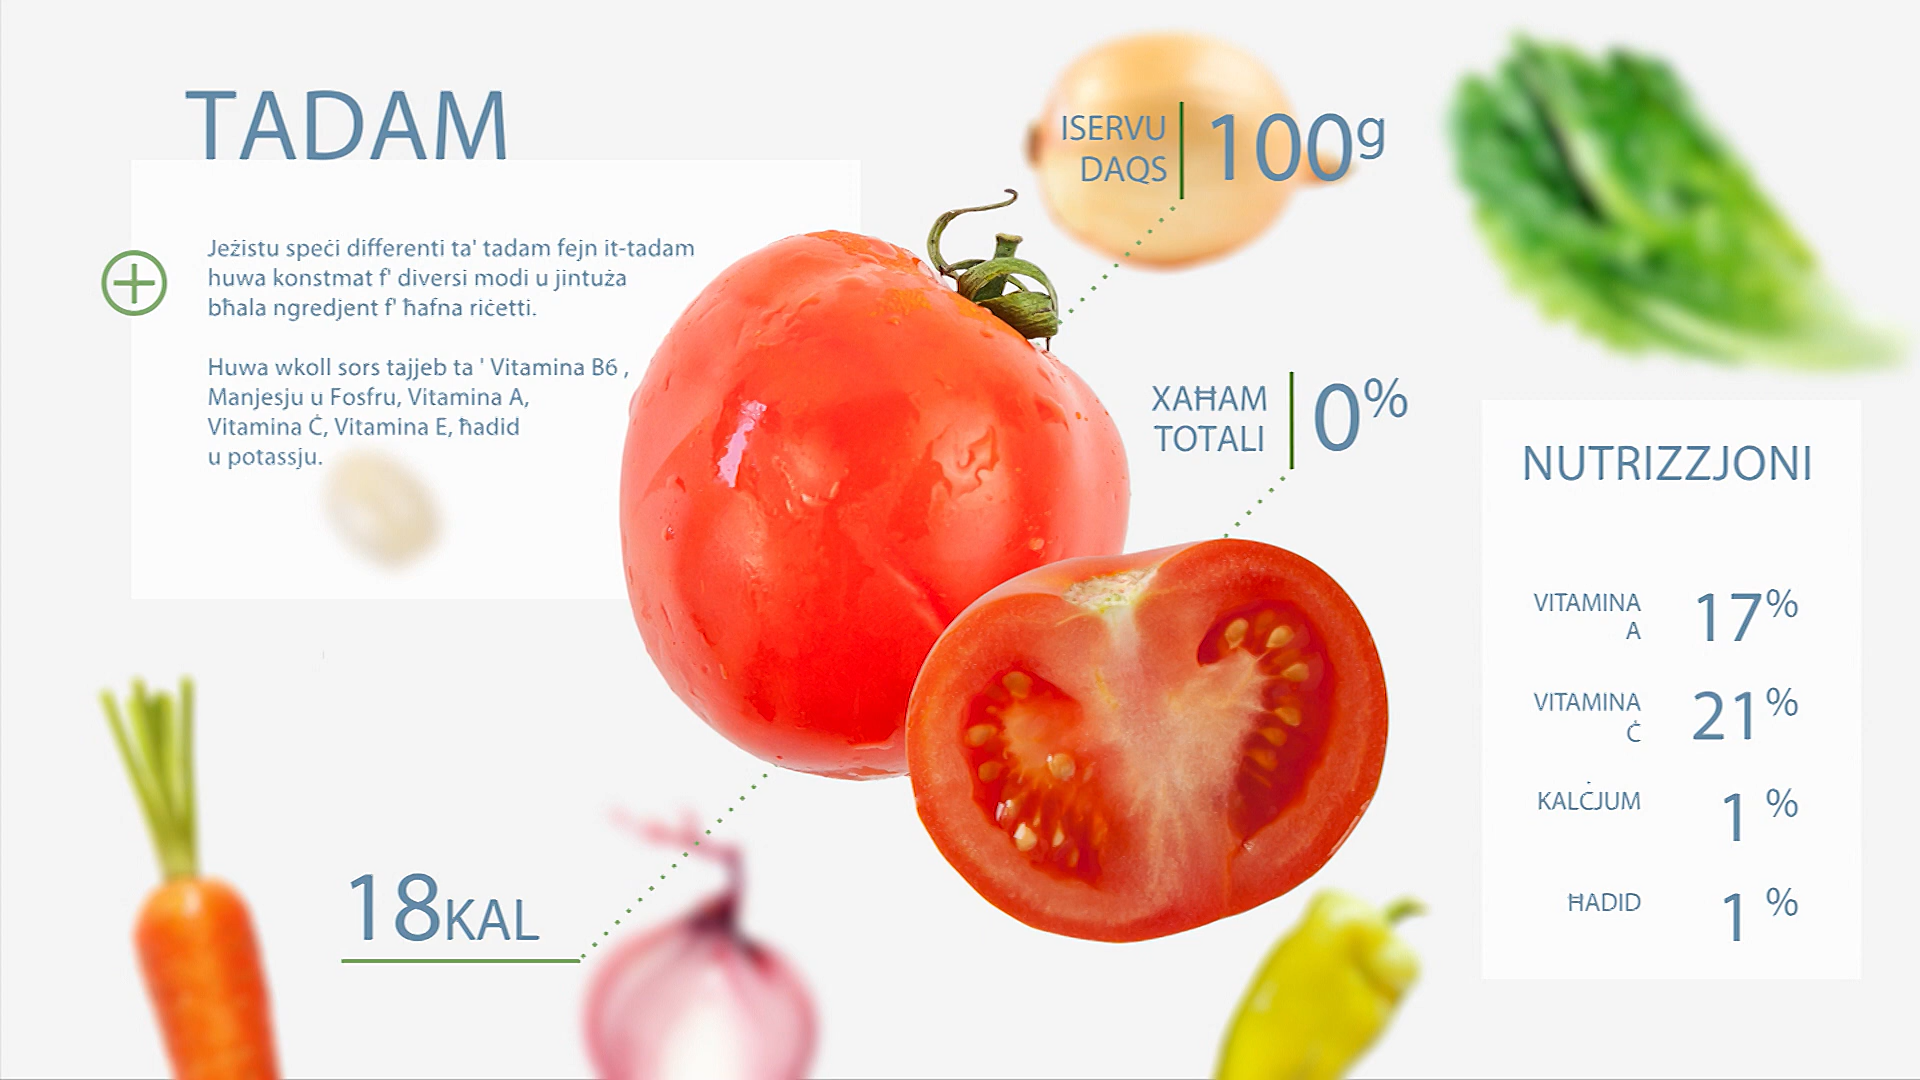 TADAM
Jeżistu speċi differenti ta' tadam fejn it-tadam
huwa konstmat f' diversi modi u jintuża
bħala ngredjent f' ħafna riċetti.
Huwa wkoll sors tajjeb ta ' Vitamina B6 ,
Manjesju u Fosfru, Vitamina A,
Vitamina Ċ, Vitamina E, ħadid
u potassju.
ISERVU
DAQS
100g
XAĦAM
TOTALI
0%
18KAL
NUTRIZZJONI
VITAMINA
A
17%
VITAMINA
Ċ
21%
KALĊJUM
1 %
ĦADID
1 %